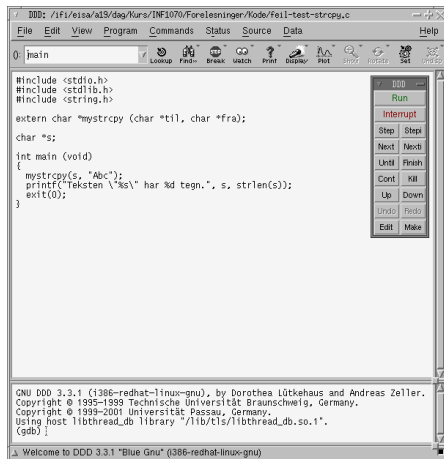 DDD: /ifi/eisa/a19/dag/Kurs/INF1070/Forelesninger/Kode/feil-test-strcpy.c
File Edit View Program Commands Status Source Data Help
(): main
Lookup Find» Break Watch Print Display Plot Show Rotate Set Undisp
#include <stdio.h>
#include <stdlib.h>
#include <string.h>
extern char *mystrcpy (char *til, char *fra);
char *s;
int main (void)
{
mystrcpy(s, "Abc");
printf("Teksten \"%s\" har %d tegn.", s, strlen(s));
exit(0);
}
DDD
Run
Interrupt
Step Stepi
Next Nexti
Until Finish
Cont Kill
Up Down
Undo Redo
Edit Make
GNU DDD 3.3.1 (i386-redhat-linux-gnu), by Dorothea Lütkehaus and Andreas Zeller.
Copyright © 1995-1999 Technische Universität Braunschweig, Germany.
Copyright © 1999-2001 Universität Passau, Germany.
Using host libthread_db library "/lib/tls/libthread_db.so.1".
(gdb)
Welcome to DDD 3.3.1 "Blue Gnu" (i386-redhat-linux-gnu)